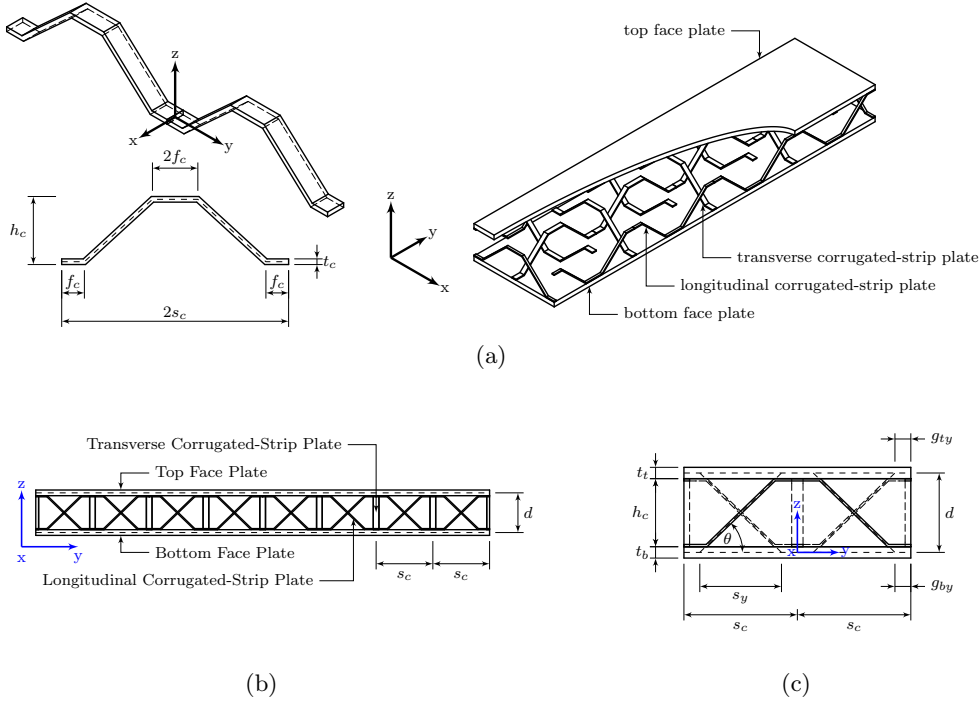 z
x
y
2f_c
h_c
t_c
f_c
f_c
2s_c
z
y
x
top face plate
transverse corrugated-strip plate
longitudinal corrugated-strip plate
bottom face plate
(a)
Transverse Corrugated-Strip Plate
Top Face Plate
z
x
y
d
Bottom Face Plate
Longitudinal Corrugated-Strip Plate
s_c
s_c
(b)
g_ty
t_t
h_c
t_b
z
x
y
θ
d
g_by
s_y
s_c
s_c
(c)